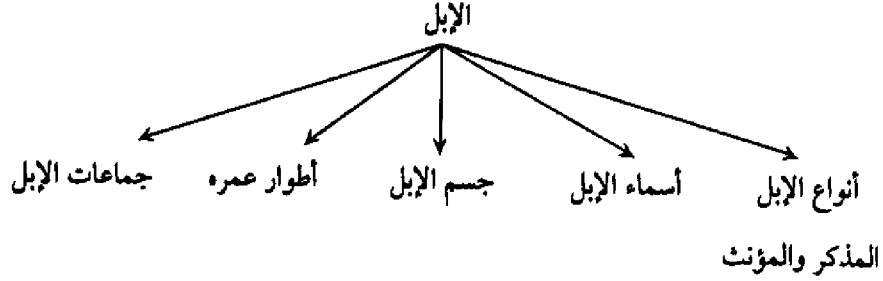 الإبل
أنواع الإبل
أسماء الإبل
جسم الإبل
أطوار عمره
جماعات الإبل
المذكر والمؤنث